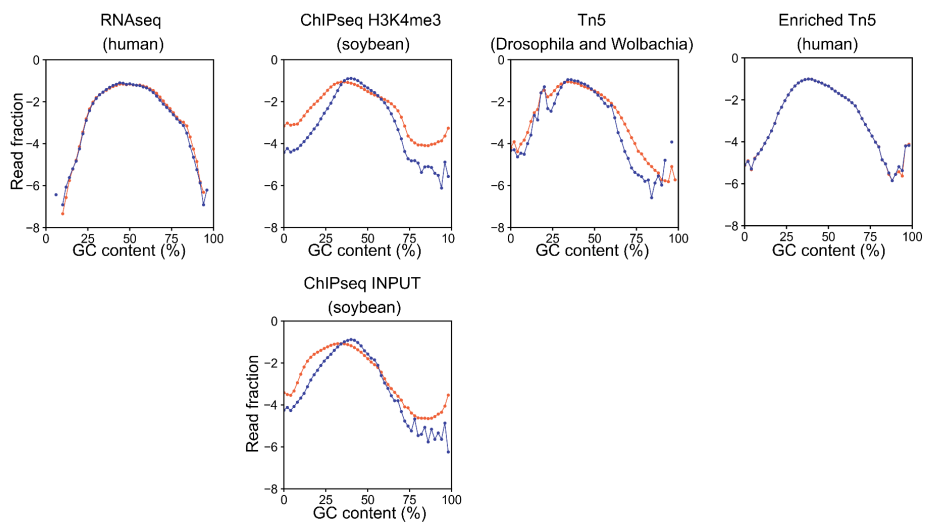 RNAseq
(human)
ChIPseq H3K4me3
(soybean)
Tn5
(Drosophila and Wolbachia)
Enriched Tn5
(human)
Read fraction
0
−2
−4
−6
−8
0
25
50
75
100
GC content (%)
0
−2
−4
−6
−8
0
25
50
75
100
GC content (%)
0
−2
−4
−6
−8
0
25
50
75
100
GC content (%)
0
−2
−4
−6
−8
0
25
50
75
100
GC content (%)
ChIPseq INPUT
(soybean)
Read fraction
0
−2
−4
−6
−8
0
25
50
75
100
GC content (%)